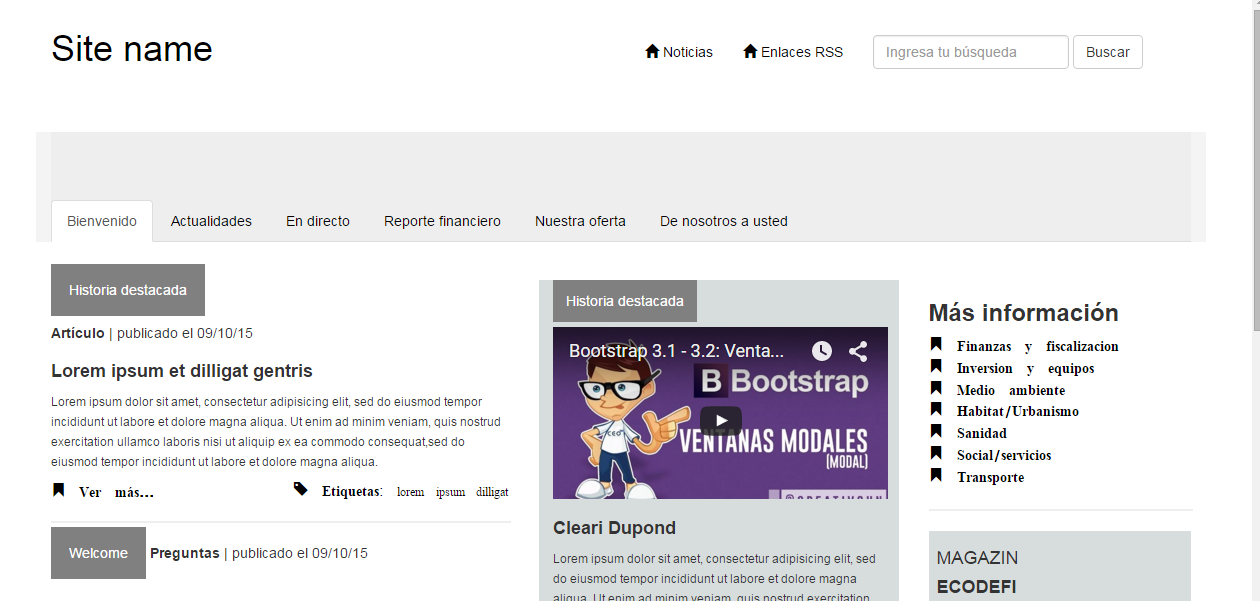 Site name
Noticias
Enlaces RSS
Ingresa tu búsqueda
Buscar
Bienvenido
Actualidades
En directo
Reporte financiero
Nuestra oferta
De nosotros a usted
Historia destacada
Artículo | publicado el 09/10/15
Lorem ipsum et dilligat gentris
Lorem ipsum dolor sit amet, consectetur adipisicing elit, sed do eiusmod tempor
incididunt ut labore et dolore magna aliqua. Ut enim ad minim veniam, quis nostrud
exercitation ullamco laboris nisi ut aliquip ex ea commodo consequat,sed do
eiusmod tempor incididunt ut labore et dolore magna aliqua.
Ver más...
Etiquetas: lorem ipsum dilligat
Welcome
Preguntas | publicado el 09/10/15
Historia destacada
Bootstrap 3.1 - 3.2: Venta...
B Bootstrap
CEO
VENTANAS MODALES
(MODAL)
Cleari Dupond
Lorem ipsum dolor sit amet, consectetur adipisicing elit, sed
do eiusmod tempor incididunt ut labore et dolore magna
aliqua. Ut enim ad minim veniam, quis nostrud exercitation
Más información
Finanzas y fiscalizacion
Inversion y equipos
Medio ambiente
Habitat/Urbanismo
Sanidad
Social/servicios
Transporte
MAGAZIN
ECODEFI